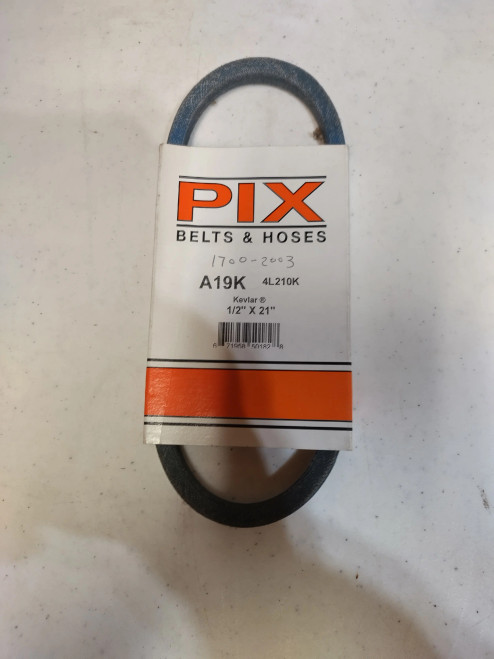 PIX
BELTS & HOSES
1700-2003
A19K 4L210K
Kevlar ®
1/2" X 21"